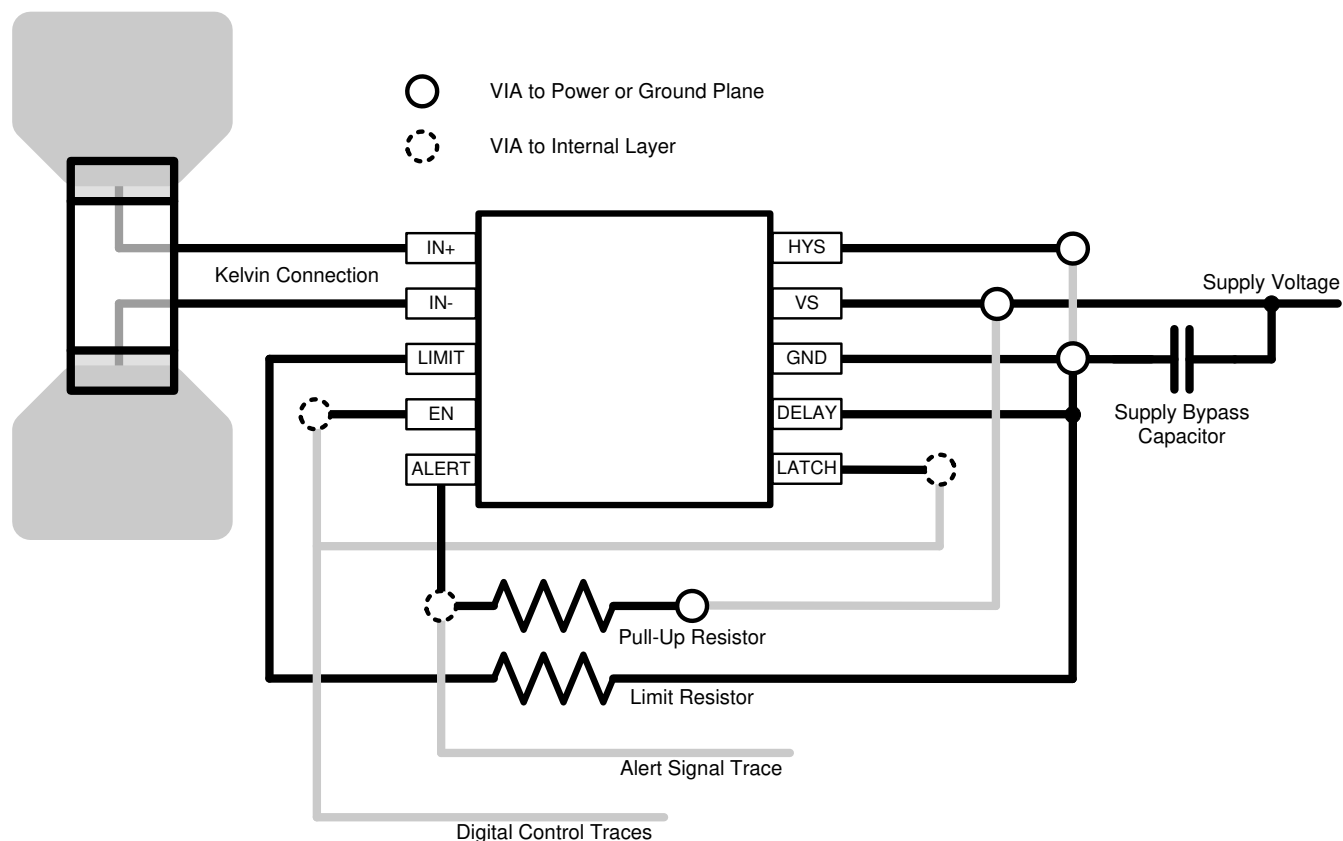 VIA to Power or Ground Plane
VIA to Internal Layer
IN+
HYS
Kelvin Connection
Supply Voltage
IN-
VS
LIMIT
GND
EN
DELAY
Supply Bypass
Capacitor
ALERT
LATCH
Pull-Up Resistor
Limit Resistor
Alert Signal Trace
Digital Control Traces